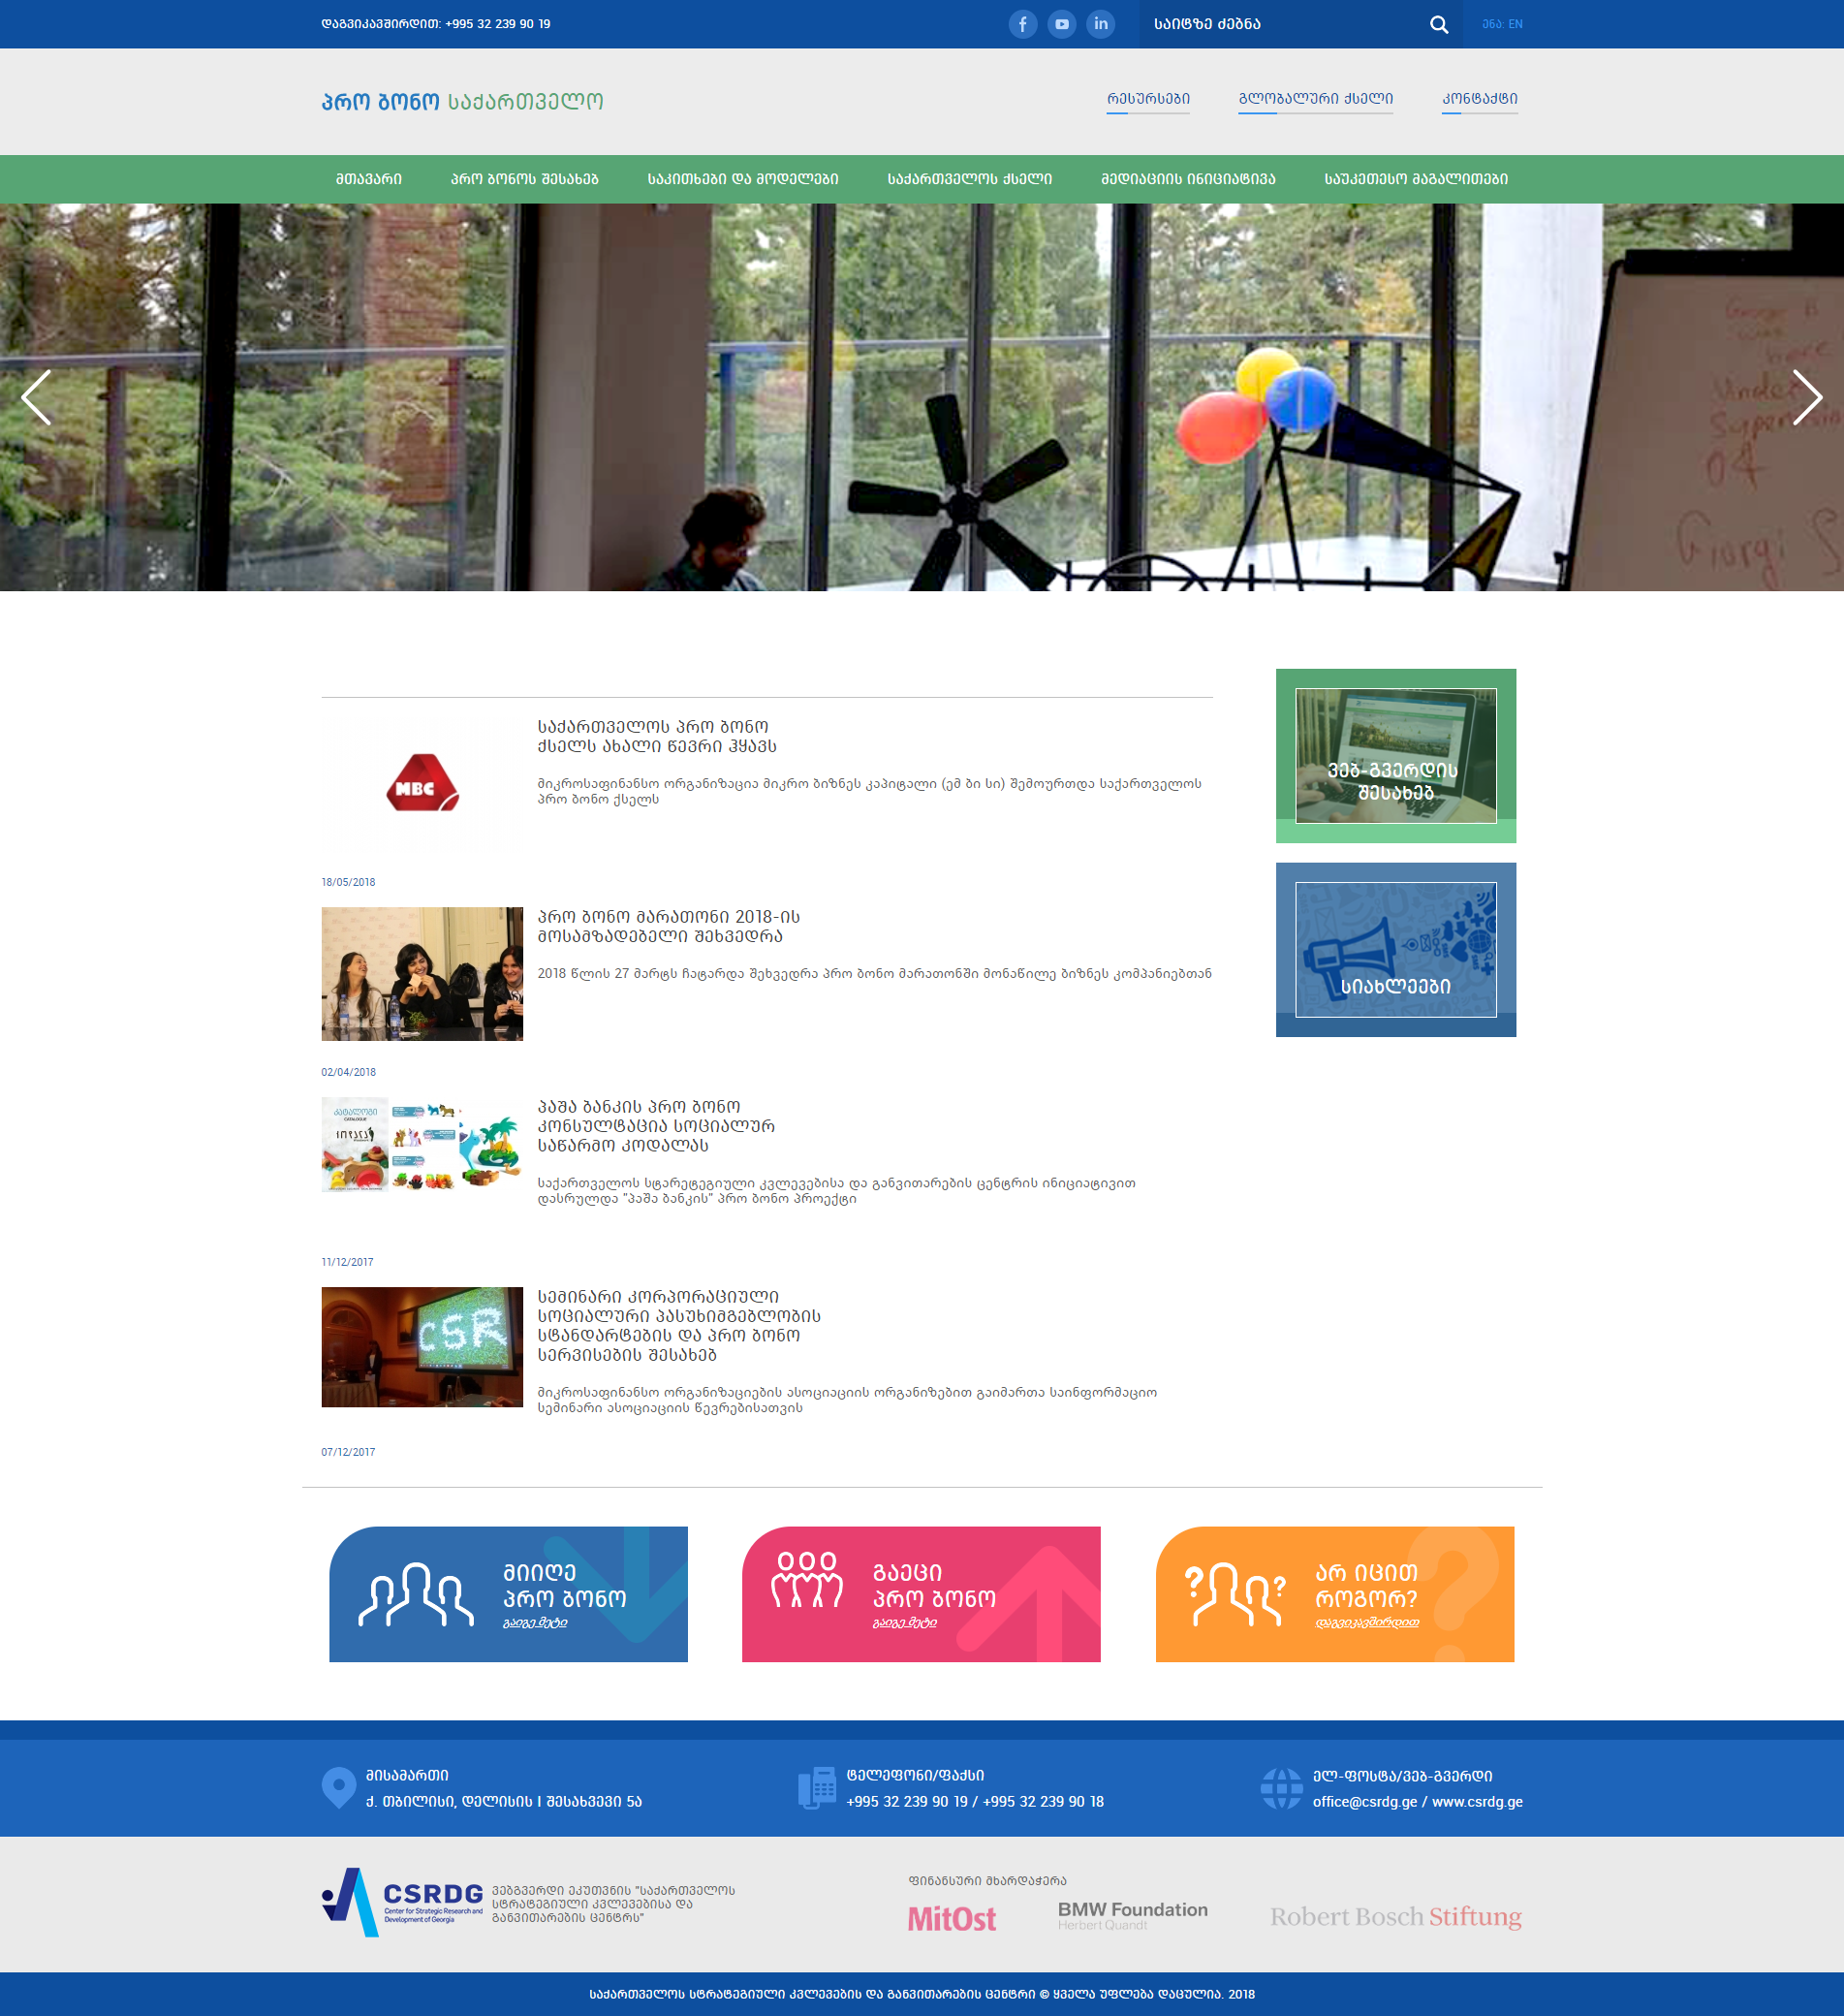 დაგვიკავშირდით: +995 32 239 90 19
საიტზე ძებნა
ენა: EN
პრო ბონო საქართველო
რესურსები
გლობალური ქსელი
კონტაქტი
მთავარი
პრო ბონოს შესახებ
საკითხები და მოდელები
საქართველოს ქსელი
მედიაციის ინიციატივა
საუკეთესო მაგალითები
Giorgi S
საქართველოს პრო ბონო
ქსელს ახალი წევრი ჰყავს
MBC
მიკროსაფინანსო ორგანიზაცია მიკრო ბიზნეს კაპიტალი (ემ ბი სი) შემოუერთდა საქართველოს
პრო ბონო ქსელს
18/05/2018
პრო ბონო მარათონი 2018-ის
მოსამზადებელი შეხვედრა
2018 წლის 27 მარტს ჩატარდა შეხვედრა პრო ბონო მარათონში მონაწილე ბიზნეს კომპანიებთან
02/04/2018
კატალოგი
CATALOGUE
პაშა ბანკის პრო ბონო
კონსულტაცია სოციალურ
საწარმო კოდალას
საქართველოს სტარეტეგიული კვლევებისა და განვითარების ცენტრის ინიციატივით
დასრულდა "პაშა ბანკის" პრო ბონო პროექტი
11/12/2017
CSR
სემინარი კორპორაციული
სოციალური პასუხიმგებლობის
სტანდარტების და პრო ბონო
სერვისების შესახებ
მიკროსაფინანსო ორგანიზაციების ასოციაციის ორგანიზებით გაიმართა საინფორმაციო
სემინარი ასოციაციის წევრებისათვის
07/12/2017
ვებ-გვერდის
შესახებ
სიახლეები
მიიღე
პრო ბონო
გაიგე მეტი
გაეცი
პრო ბონო
გაიგე მეტი
არ იცით
როგორ?
დაგვიკავშირდით
მისამართი
ქ. თბილისი, დელისის I შესახვევი 5ა
ტელეფონი/ფაქსი
+995 32 239 90 19 / +995 32 239 90 18
ელ-ფოსტა/ვებ-გვერდი
office@csrdg.ge / www.csrdg.ge
CSRDG
Center for Strategic Research and
Development of Georgia
ვებგვერდი ეკუთვნის "საქართველოს
სტრატეგიული კვლევებისა და
განვითარების ცენტრს"
ფინანსური მხარდაჭერა
MitOst
BMW Foundation
Herbert Quandt
Robert Bosch Stiftung
საქართველოს სტრატეგიული კვლევების და განვითარების ცენტრი © ყველა უფლება დაცულია. 2018